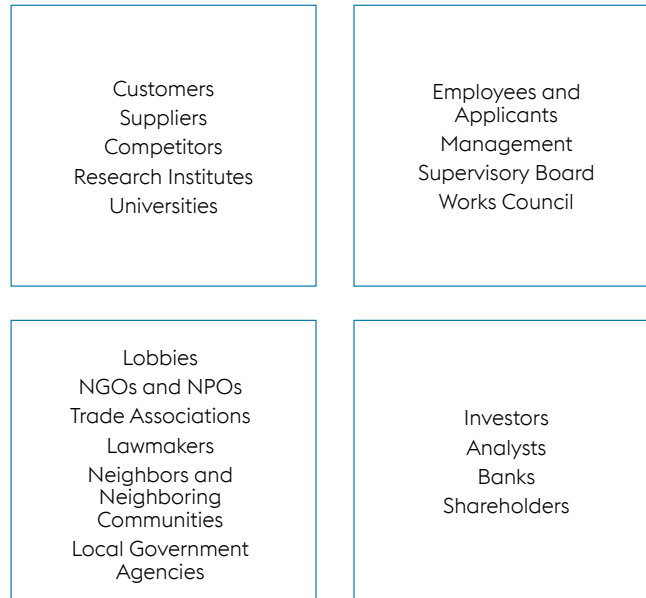 Customers
Suppliers
Competitors
Research Institutes
Universities
Employees and
Applicants
Management
Supervisory Board
Works Council
Lobbies
NGOs and NPOs
Trade Associations
Lawmakers
Neighbors and
Neighboring
Communities
Local Government
Agencies
Investors
Analysts
Banks
Shareholders